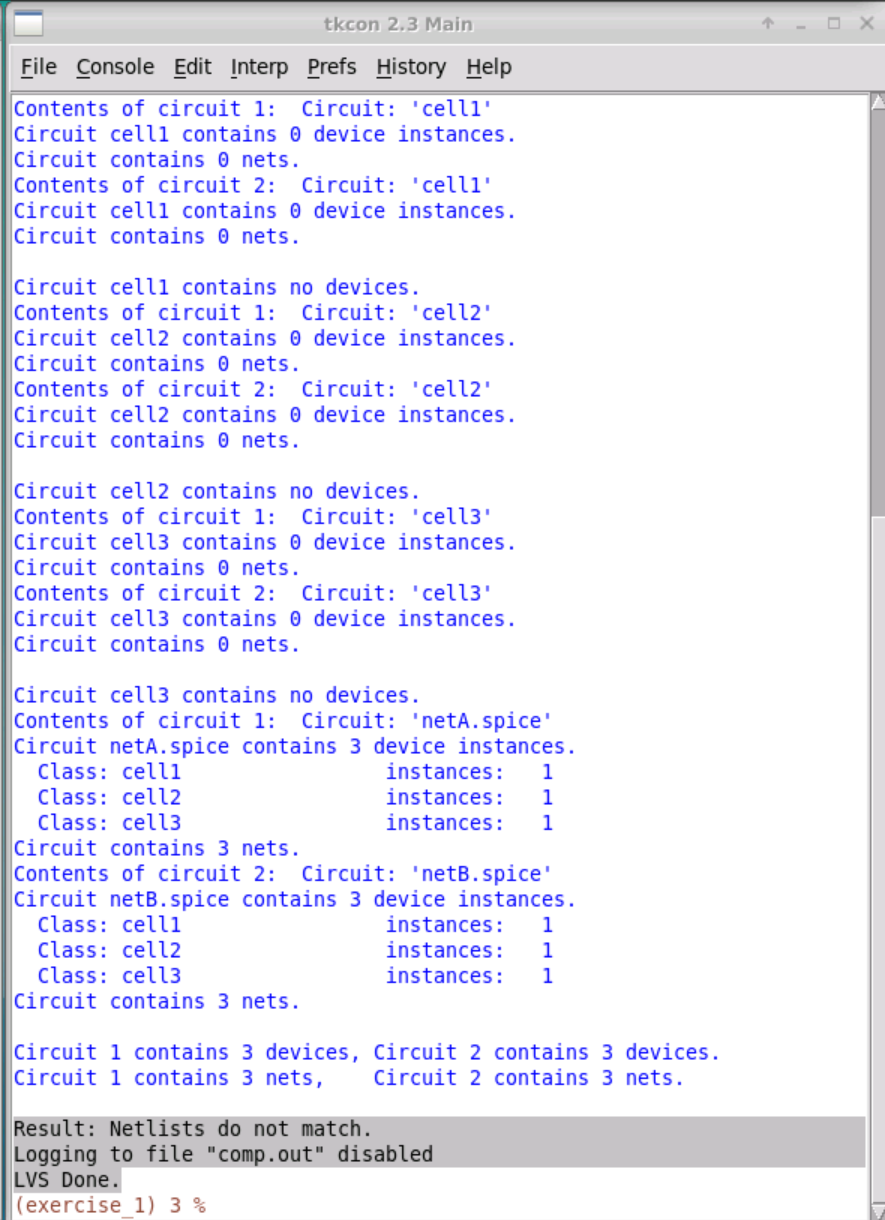 tkcon 2.3 Main
File Console Edit Interp Prefs History Help
Contents of circuit 1:  Circuit: 'cell1'
Circuit cell1 contains 0 device instances.
Circuit contains 0 nets.
Contents of circuit 2:  Circuit: 'cell1'
Circuit cell1 contains 0 device instances.
Circuit contains 0 nets.

Circuit cell1 contains no devices.
Contents of circuit 1:  Circuit: 'cell2'
Circuit cell2 contains 0 device instances.
Circuit contains 0 nets.
Contents of circuit 2:  Circuit: 'cell2'
Circuit cell2 contains 0 device instances.
Circuit contains 0 nets.

Circuit cell2 contains no devices.
Contents of circuit 1:  Circuit: 'cell3'
Circuit cell3 contains 0 device instances.
Circuit contains 0 nets.
Contents of circuit 2:  Circuit: 'cell3'
Circuit cell3 contains 0 device instances.
Circuit contains 0 nets.

Circuit cell3 contains no devices.
Contents of circuit 1:  Circuit: 'netA.spice'
Circuit netA.spice contains 3 device instances.
  Class: cell1                 instances:   1
  Class: cell2                 instances:   1
  Class: cell3                 instances:   1
Circuit contains 3 nets.
Contents of circuit 2:  Circuit: 'netB.spice'
Circuit netB.spice contains 3 device instances.
  Class: cell1                 instances:   1
  Class: cell2                 instances:   1
  Class: cell3                 instances:   1
Circuit contains 3 nets.

Circuit 1 contains 3 devices, Circuit 2 contains 3 devices.
Circuit 1 contains 3 nets,    Circuit 2 contains 3 nets.

Result: Netlists do not match.
Logging to file "comp.out" disabled
LVS Done.
(exercise_1) 3 %